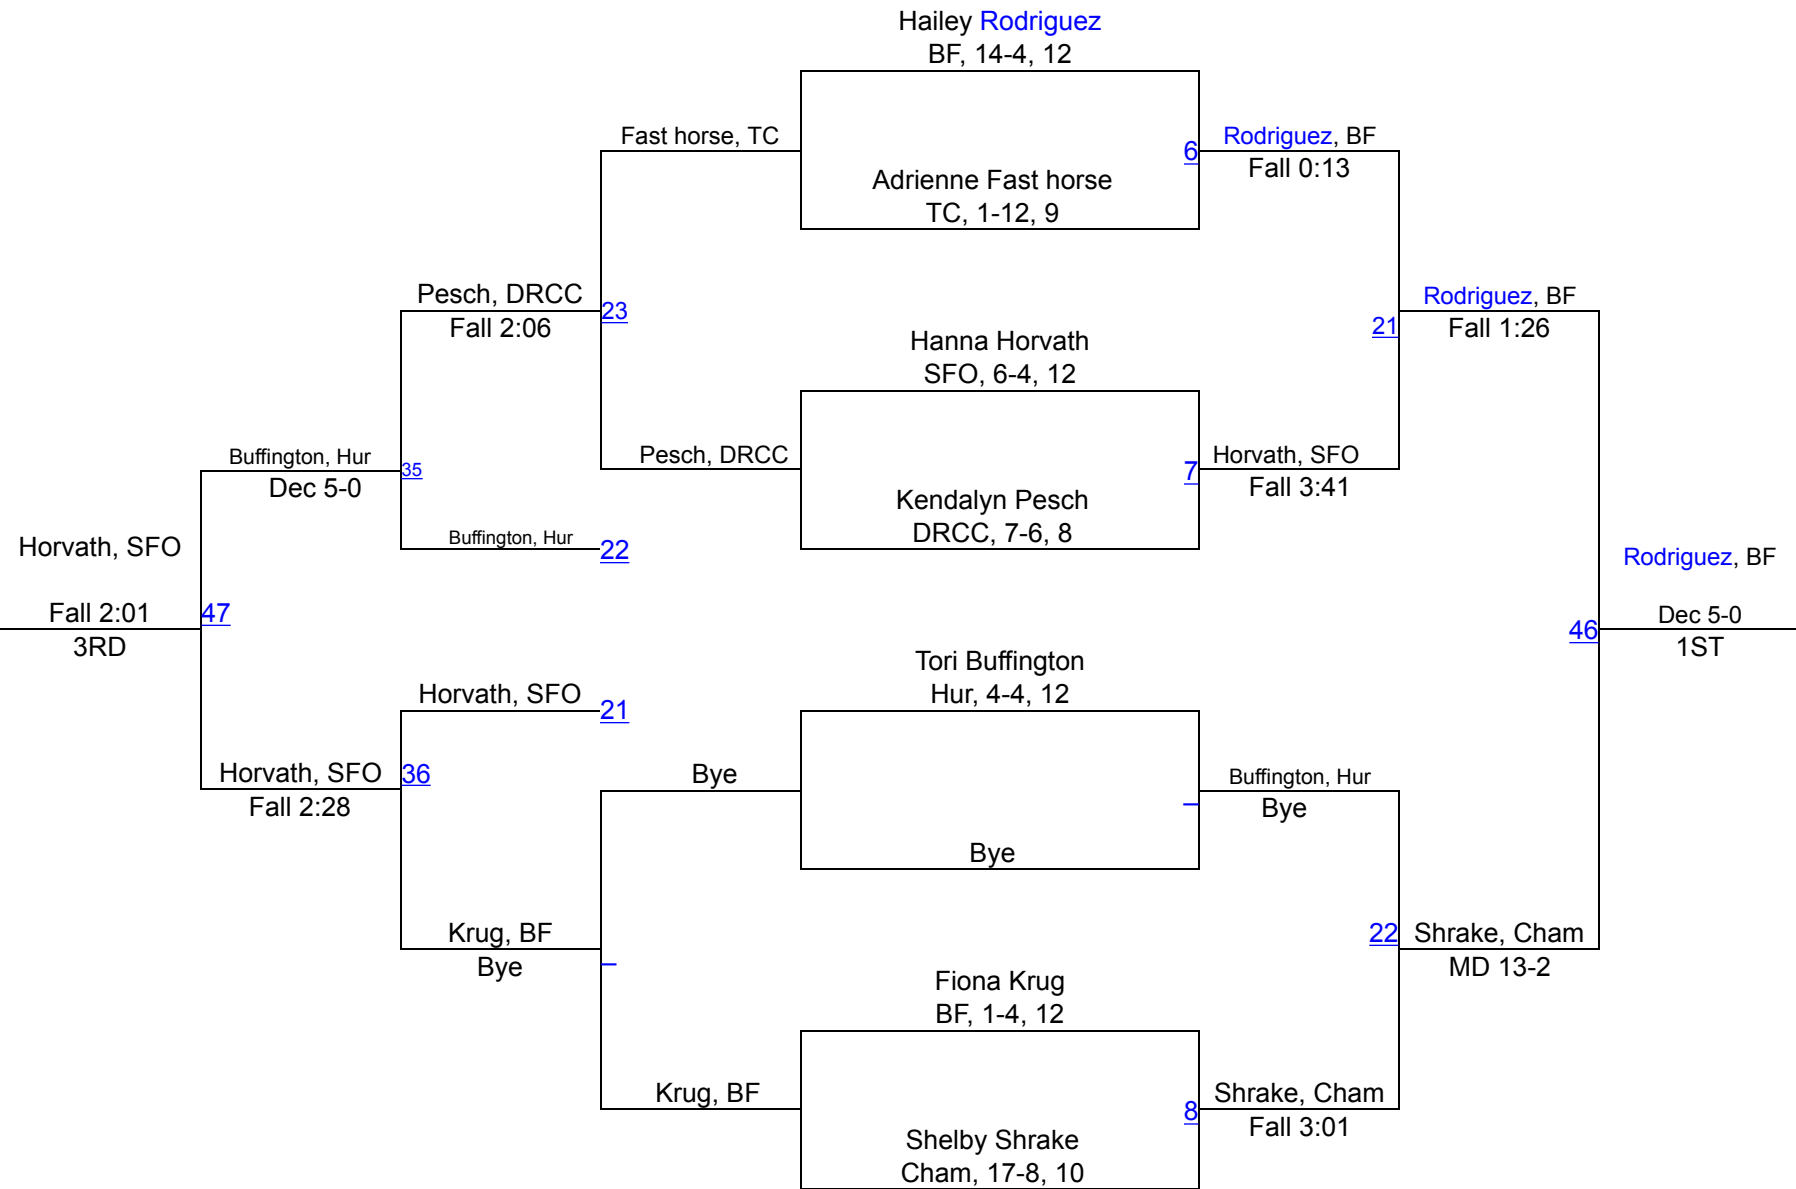 Hailey Rodriguez
BF, 14-4, 12
Fast horse, TC
6
Rodriguez, BF
Fall 0:13
Adrienne Fast horse
TC, 1-12, 9
Pesch, DRCC
Fall 2:06
23
Rodriguez, BF
Fall 1:26
21
Hanna Horvath
SFO, 6-4, 12
Buffington, Hur
Dec 5-0
35
Pesch, DRCC
7
Horvath, SFO
Fall 3:41
Kendalyn Pesch
DRCC, 7-6, 8
Buffington, Hur
22
Horvath, SFO
Fall 2:01
3RD
47
Rodriguez, BF
Dec 5-0
1ST
46
Tori Buffington
Hur, 4-4, 12
Horvath, SFO
21
Horvath, SFO
Fall 2:28
36
Bye
Buffington, Hur
Bye
Bye
Krug, BF
Bye
22
Shrake, Cham
MD 13-2
Fiona Krug
BF, 1-4, 12
Krug, BF
8
Shrake, Cham
Fall 3:01
Shelby Shrake
Cham, 17-8, 10